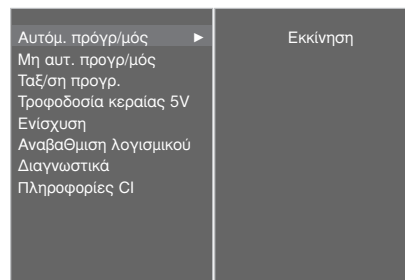 Αυτόμ. πρόγρ/μός ► Εκκίνηση
Μη αυτ. προγρ/μός
Ταξ/ση προγρ.
Τροφοδοσία κεραίας 5V
Ενίσχυση
ΑναβαΘμιση λογισμικού
Διαγνωστικά
Πληροφορίες CI